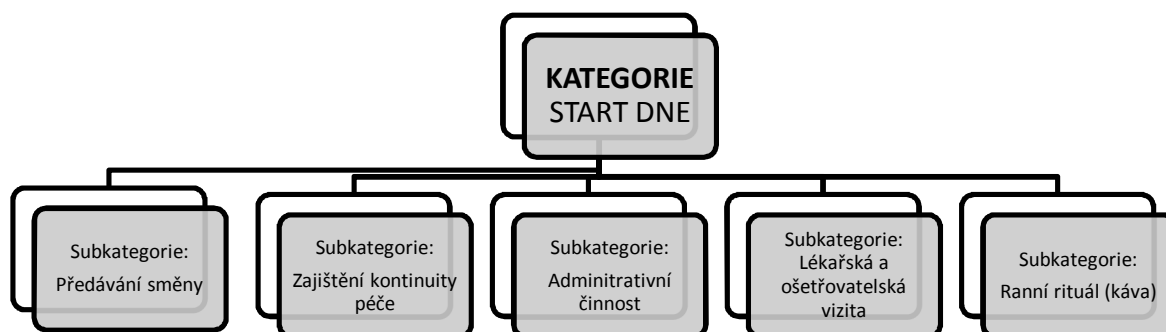 KATEGORIE
START DNE
Subkategorie:
Předávání směny
Subkategorie:
Zajištění kontinuity
péče
Subkategorie:
Adminitrativní
činnost
Subkategorie:
Lékařská a
ošetřovatelská
vizita
Subkategorie:
Ranní rituál (káva)